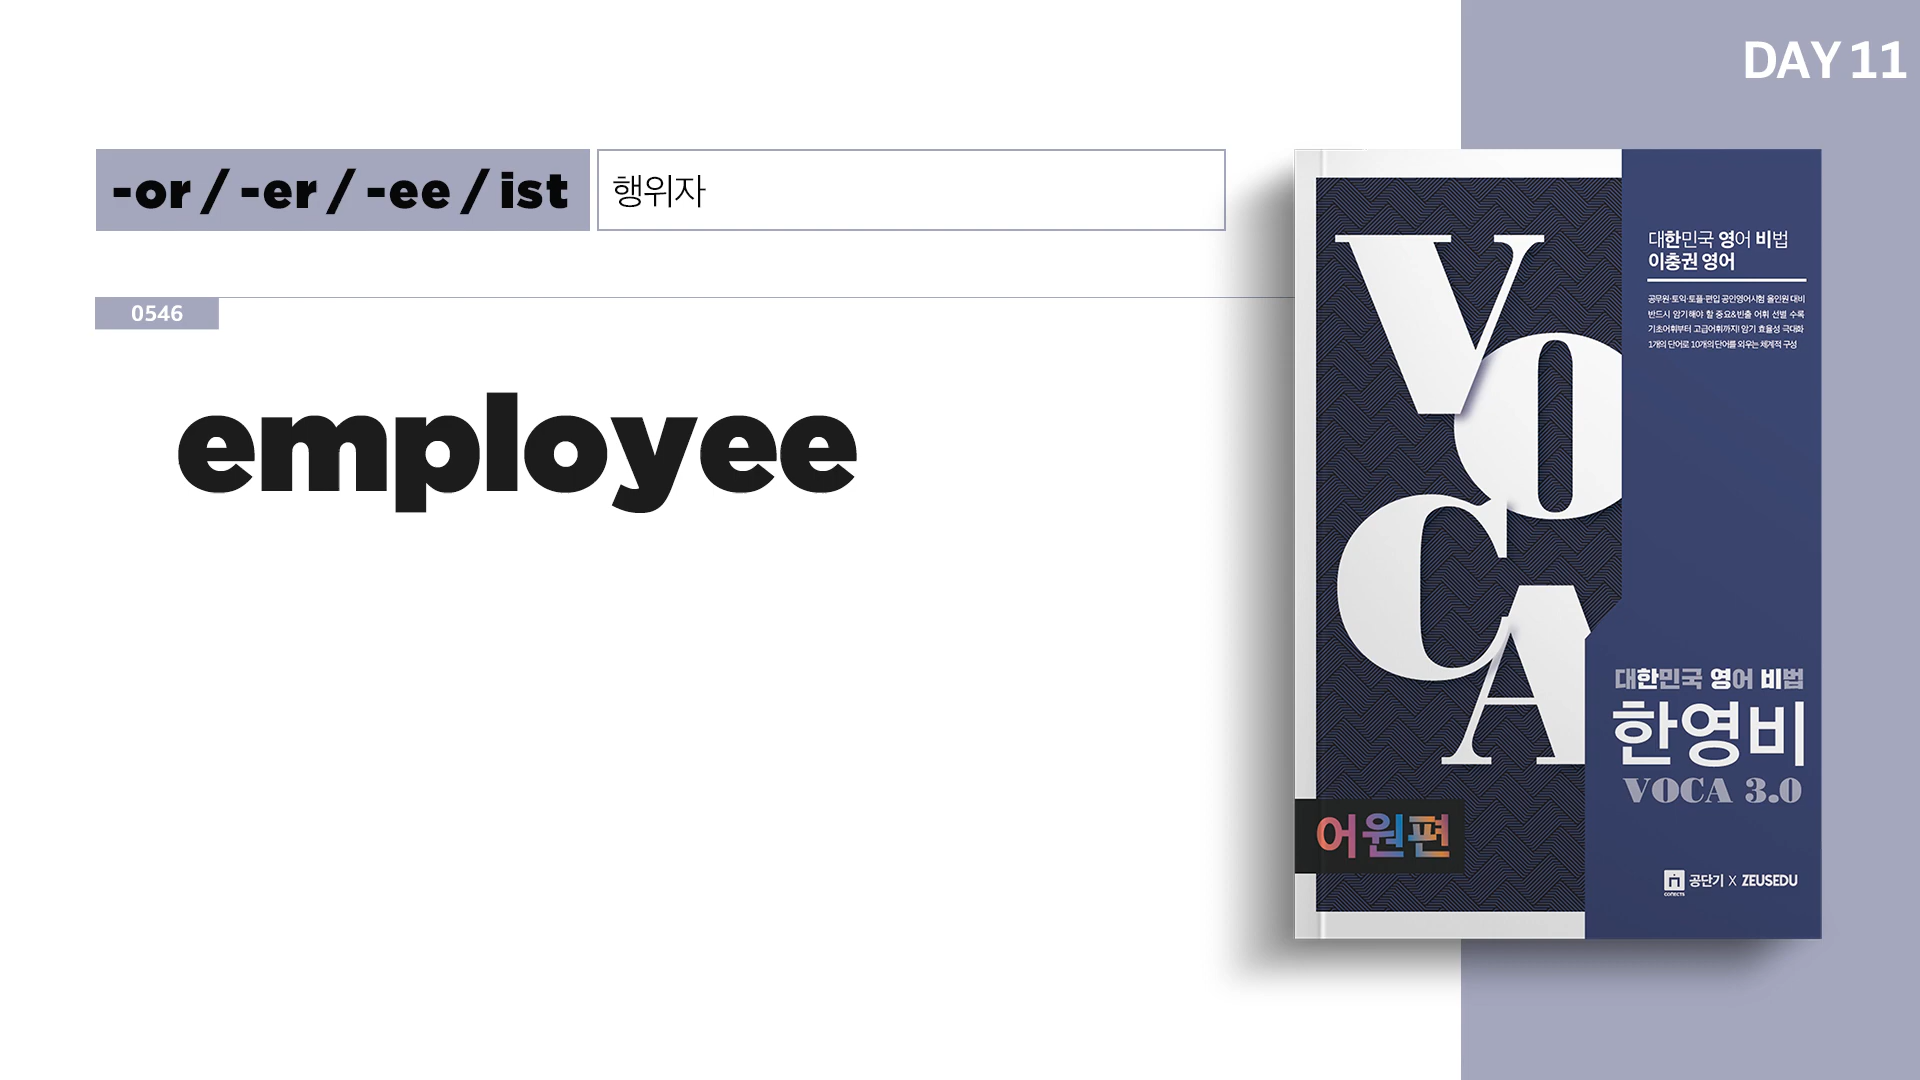 DAY 11
-or / -er / -ee / ist
행위자
0546
employee
VOCA
대한민국 영어 비법
이충권 영어
공무원·토익·토플·편입 공인영어시험 올인원 대비
반드시 암기해야 할 중요&빈출 어휘 선별 수록
기초어휘부터 고급어휘까지! 암기 효율성 극대화
1개의 단어로 10개의 단어를 외우는 체계적 구성
대한민국 영어 비법
한영비
VOCA 3.0
어원편
CONECTS 공단기 X ZEUSEDU